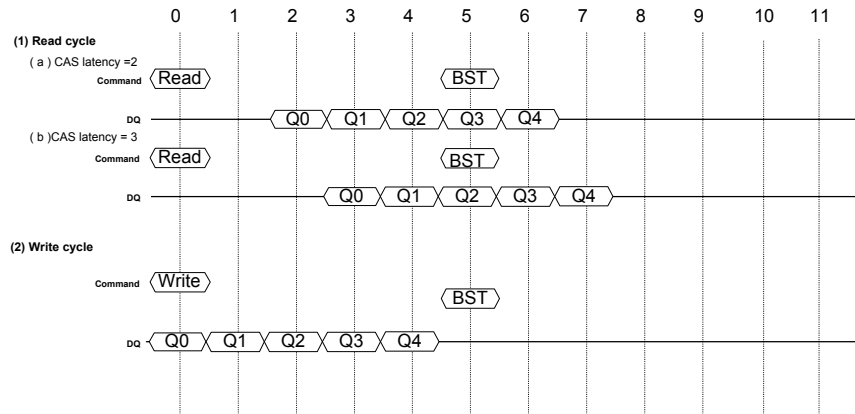 0 1 2 3 4 5 6 7 8 9 10 11
(1) Read cycle
( a ) CAS latency =2
Command Read BST
DQ Q0 Q1 Q2 Q3 Q4
( b )CAS latency = 3
Command Read BST
DQ Q0 Q1 Q2 Q3 Q4
(2) Write cycle
Command Write BST
DQ Q0 Q1 Q2 Q3 Q4